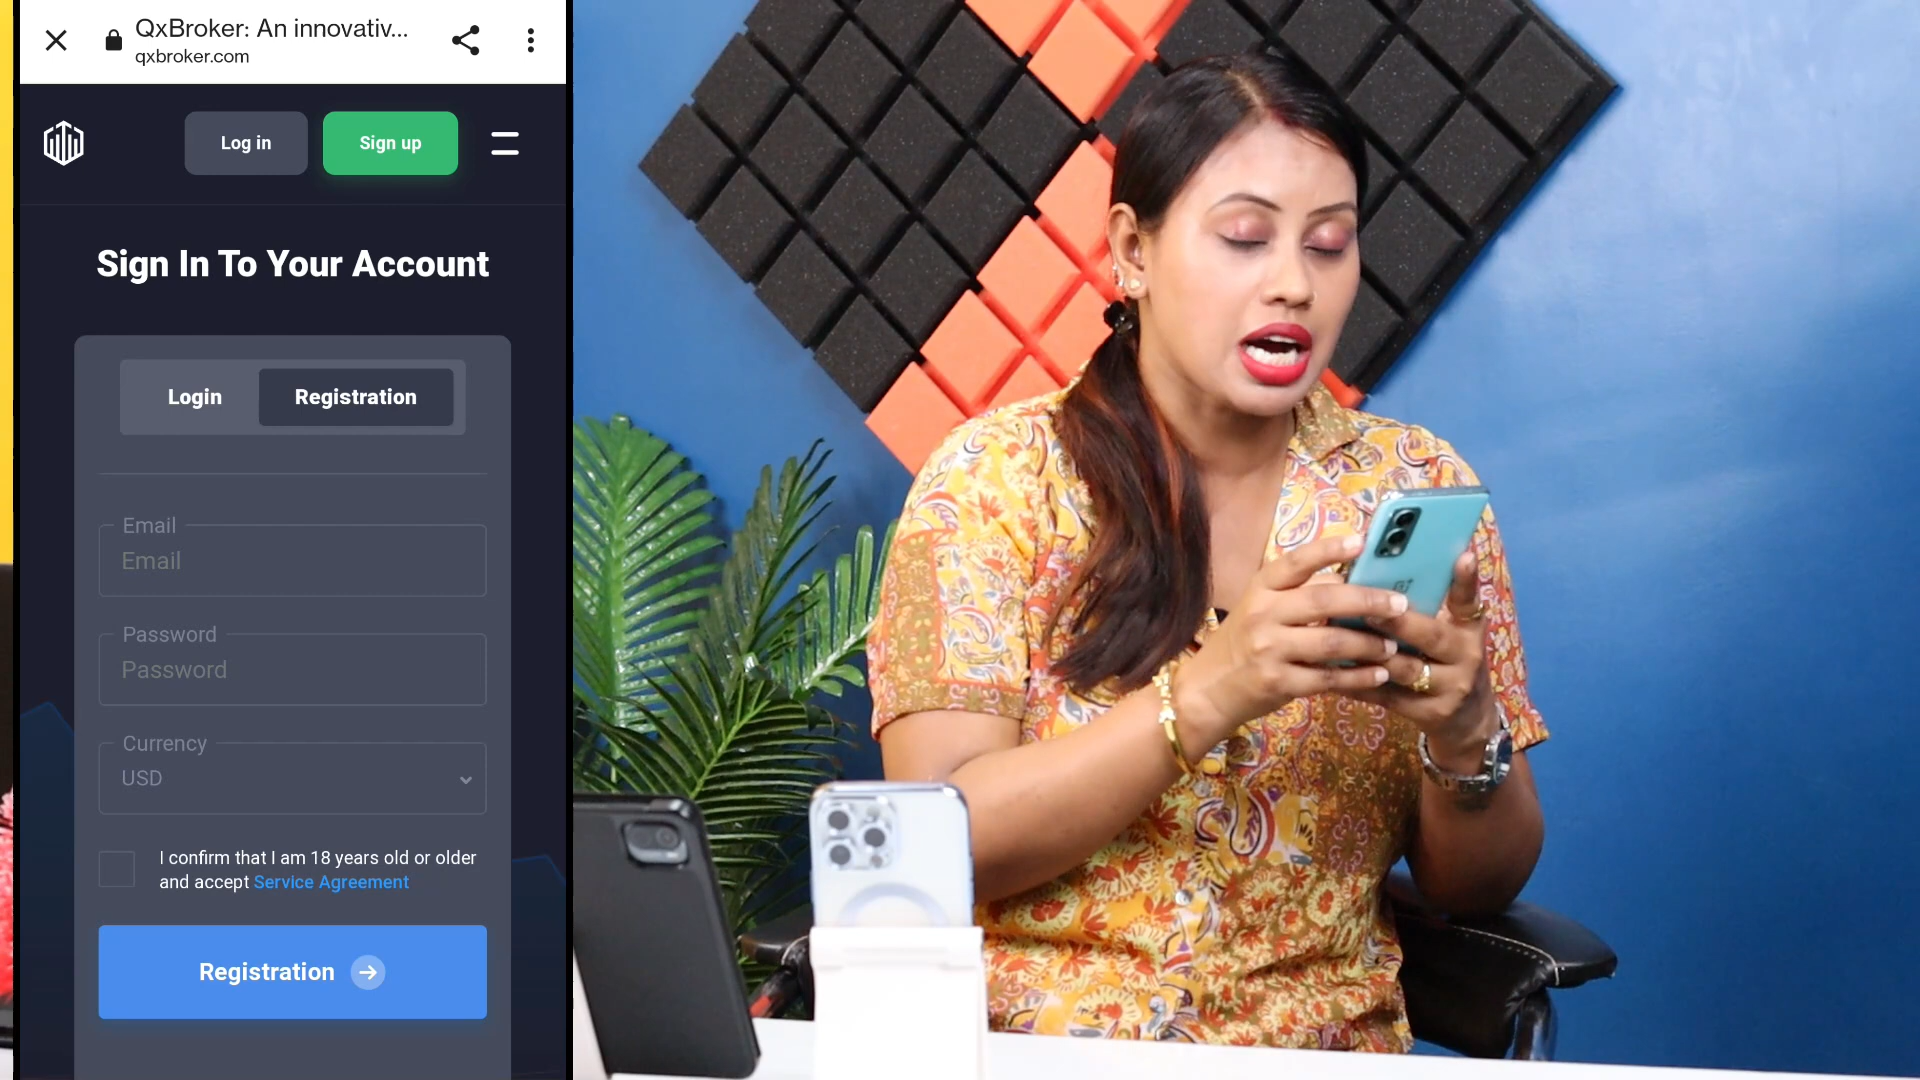 QxBroker: An innovativ...
qxbroker.com
Log in
Sign up
Sign In To Your Account
Login
Registration
Email
Email
Password
Password
Currency
USD
I confirm that I am 18 years old or older
and accept Service Agreement
Registration